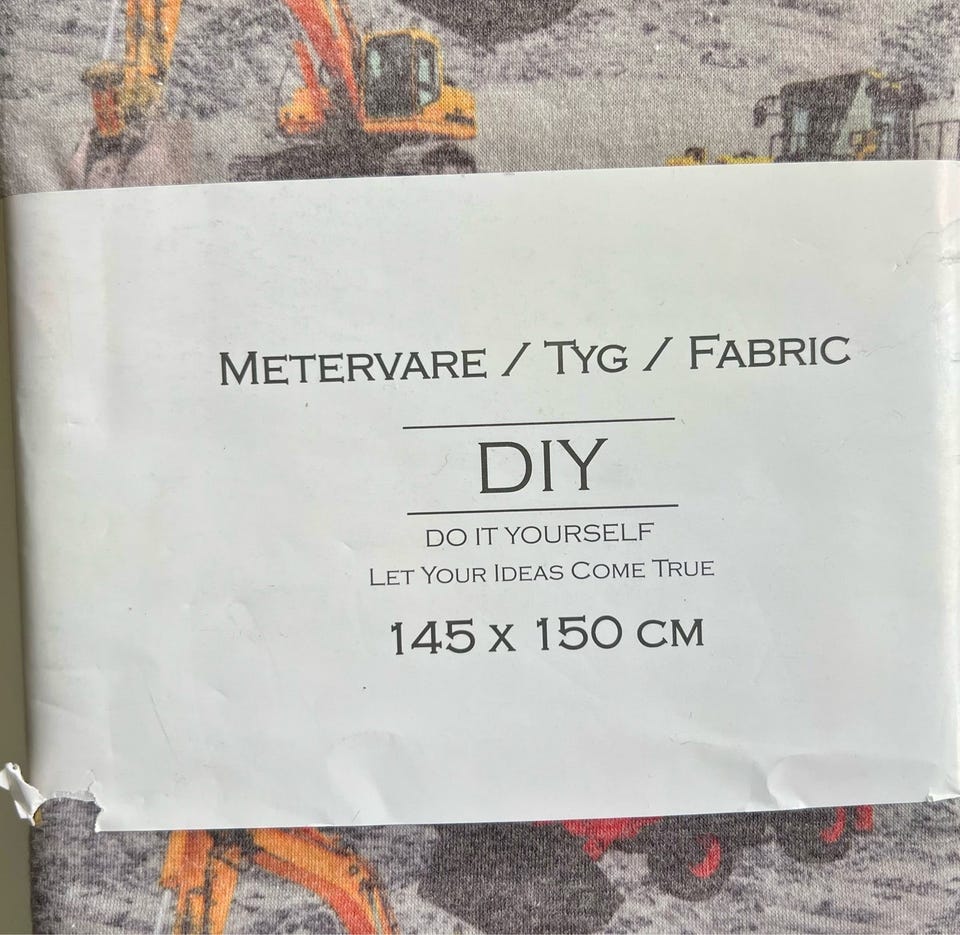 METERVARE / TYG / FABRIC
DIY
DO IT YOURSELF
LET YOUR IDEAS COME TRUE
145 X 150 CM